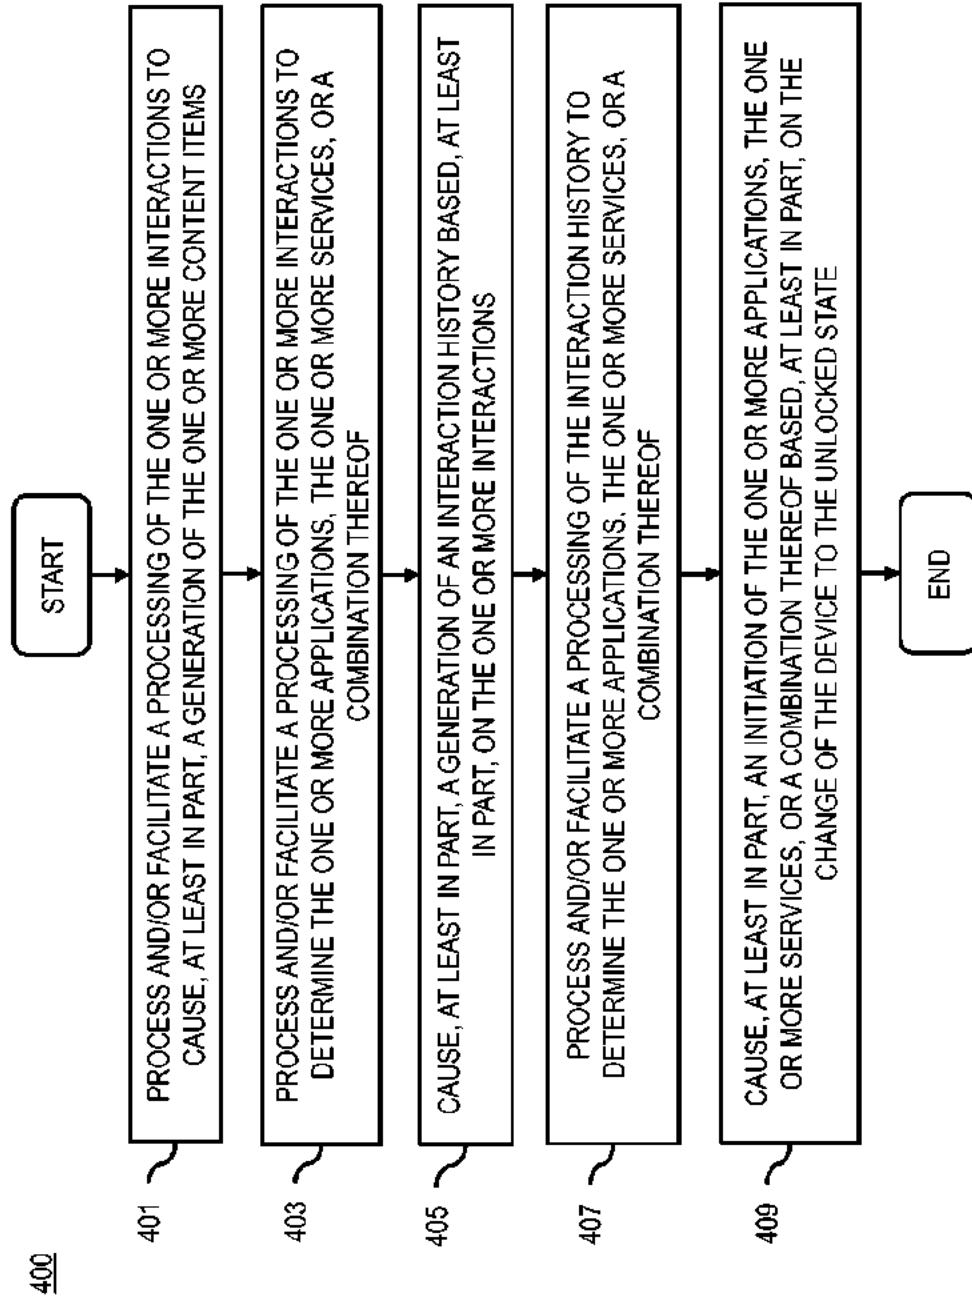 400
START
401
PROCESS AND/OR FACILITATE A PROCESSING OF THE ONE OR MORE INTERACTIONS TO
CAUSE, AT LEAST IN PART, A GENERATION OF THE ONE OR MORE CONTENT ITEMS
403
PROCESS AND/OR FACILITATE A PROCESSING OF THE ONE OR MORE INTERACTIONS TO
DETERMINE THE ONE OR MORE APPLICATIONS, THE ONE OR MORE SERVICES, OR A
COMBINATION THEREOF
405
CAUSE, AT LEAST IN PART, A GENERATION OF AN INTERACTION HISTORY BASED, AT LEAST
IN PART, ON THE ONE OR MORE INTERACTIONS
407
PROCESS AND/OR FACILITATE A PROCESSING OF THE INTERACTION HISTORY TO
DETERMINE THE ONE OR MORE APPLICATIONS, THE ONE OR MORE SERVICES, OR A
COMBINATION THEREOF
409
CAUSE, AT LEAST IN PART, AN INITIATION OF THE ONE OR MORE APPLICATIONS, THE ONE
OR MORE SERVICES, OR A COMBINATION THEREOF BASED, AT LEAST IN PART, ON THE
CHANGE OF THE DEVICE TO THE UNLOCKED STATE
END